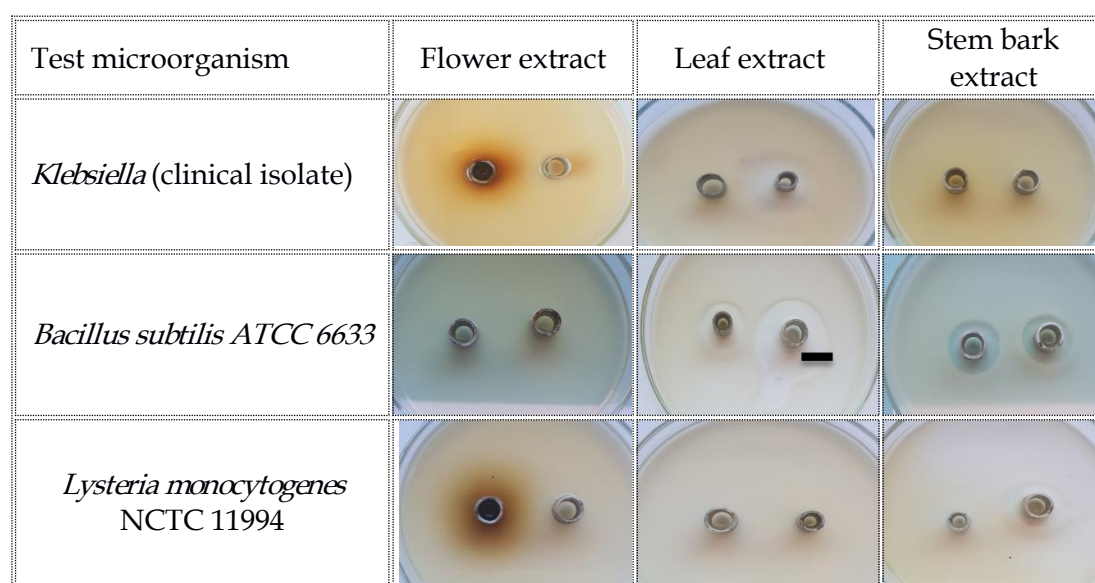 Test microorganism
Flower extract
Leaf extract
Stem bark
extract
Klebsiella (clinical isolate)
Bacillus subtilis ATCC 6633
Lysteria monocytogenes
NCTC 11994